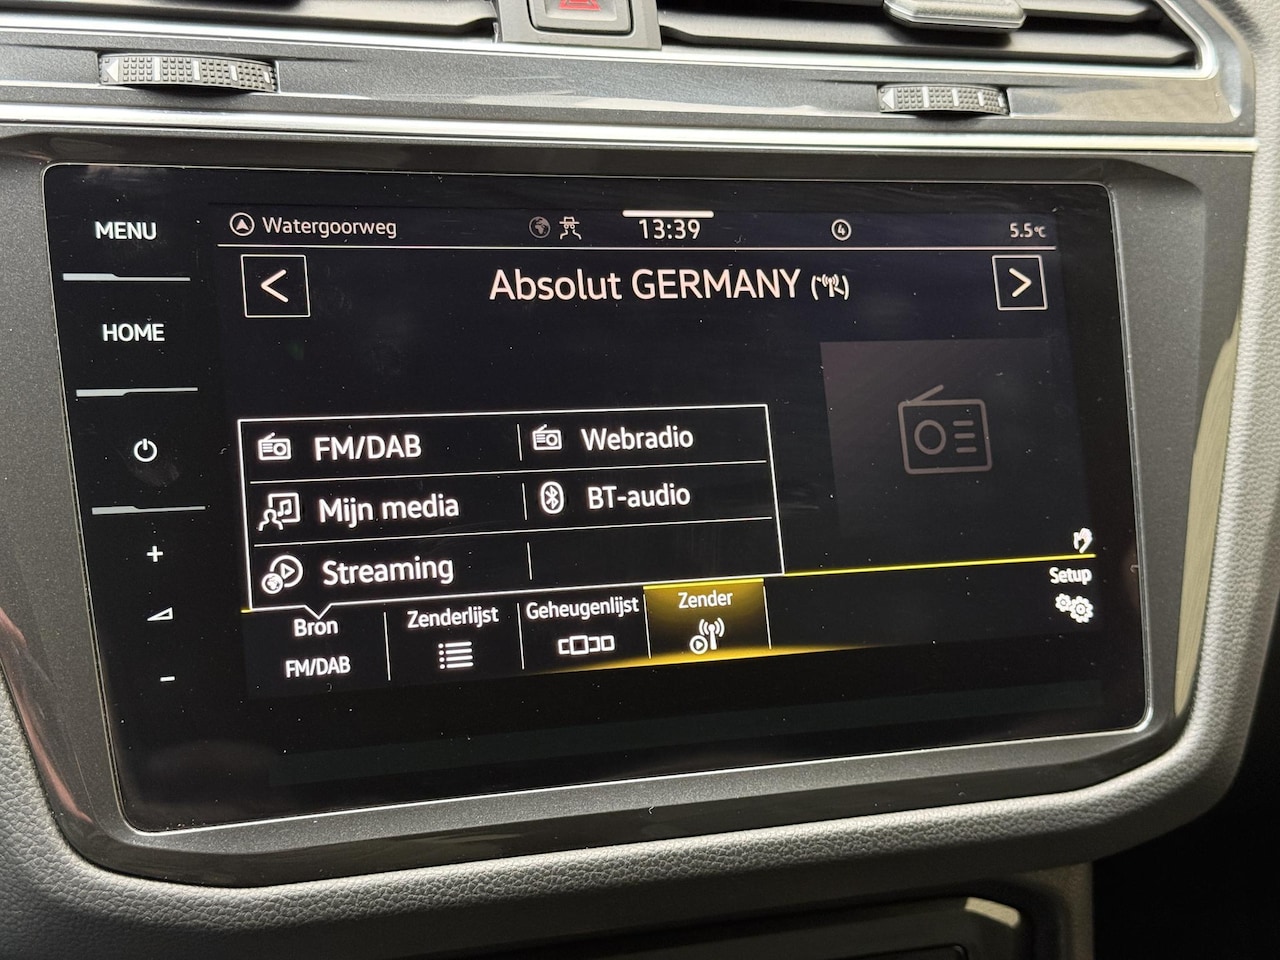 MENU
HOME
Watergoorweg
13:39
4
5.5°C
Absolut GERMANY
FM/DAB
Webradio
Mijn media
BT-audio
Streaming
Bron
FM/DAB
Zenderlijst
Geheugenlijst
Zender
Setup